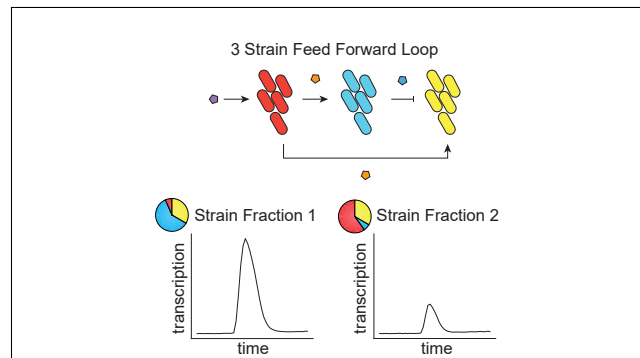 3 Strain Feed Forward Loop
Strain Fraction 1
Strain Fraction 2
transcription
time
transcription
time